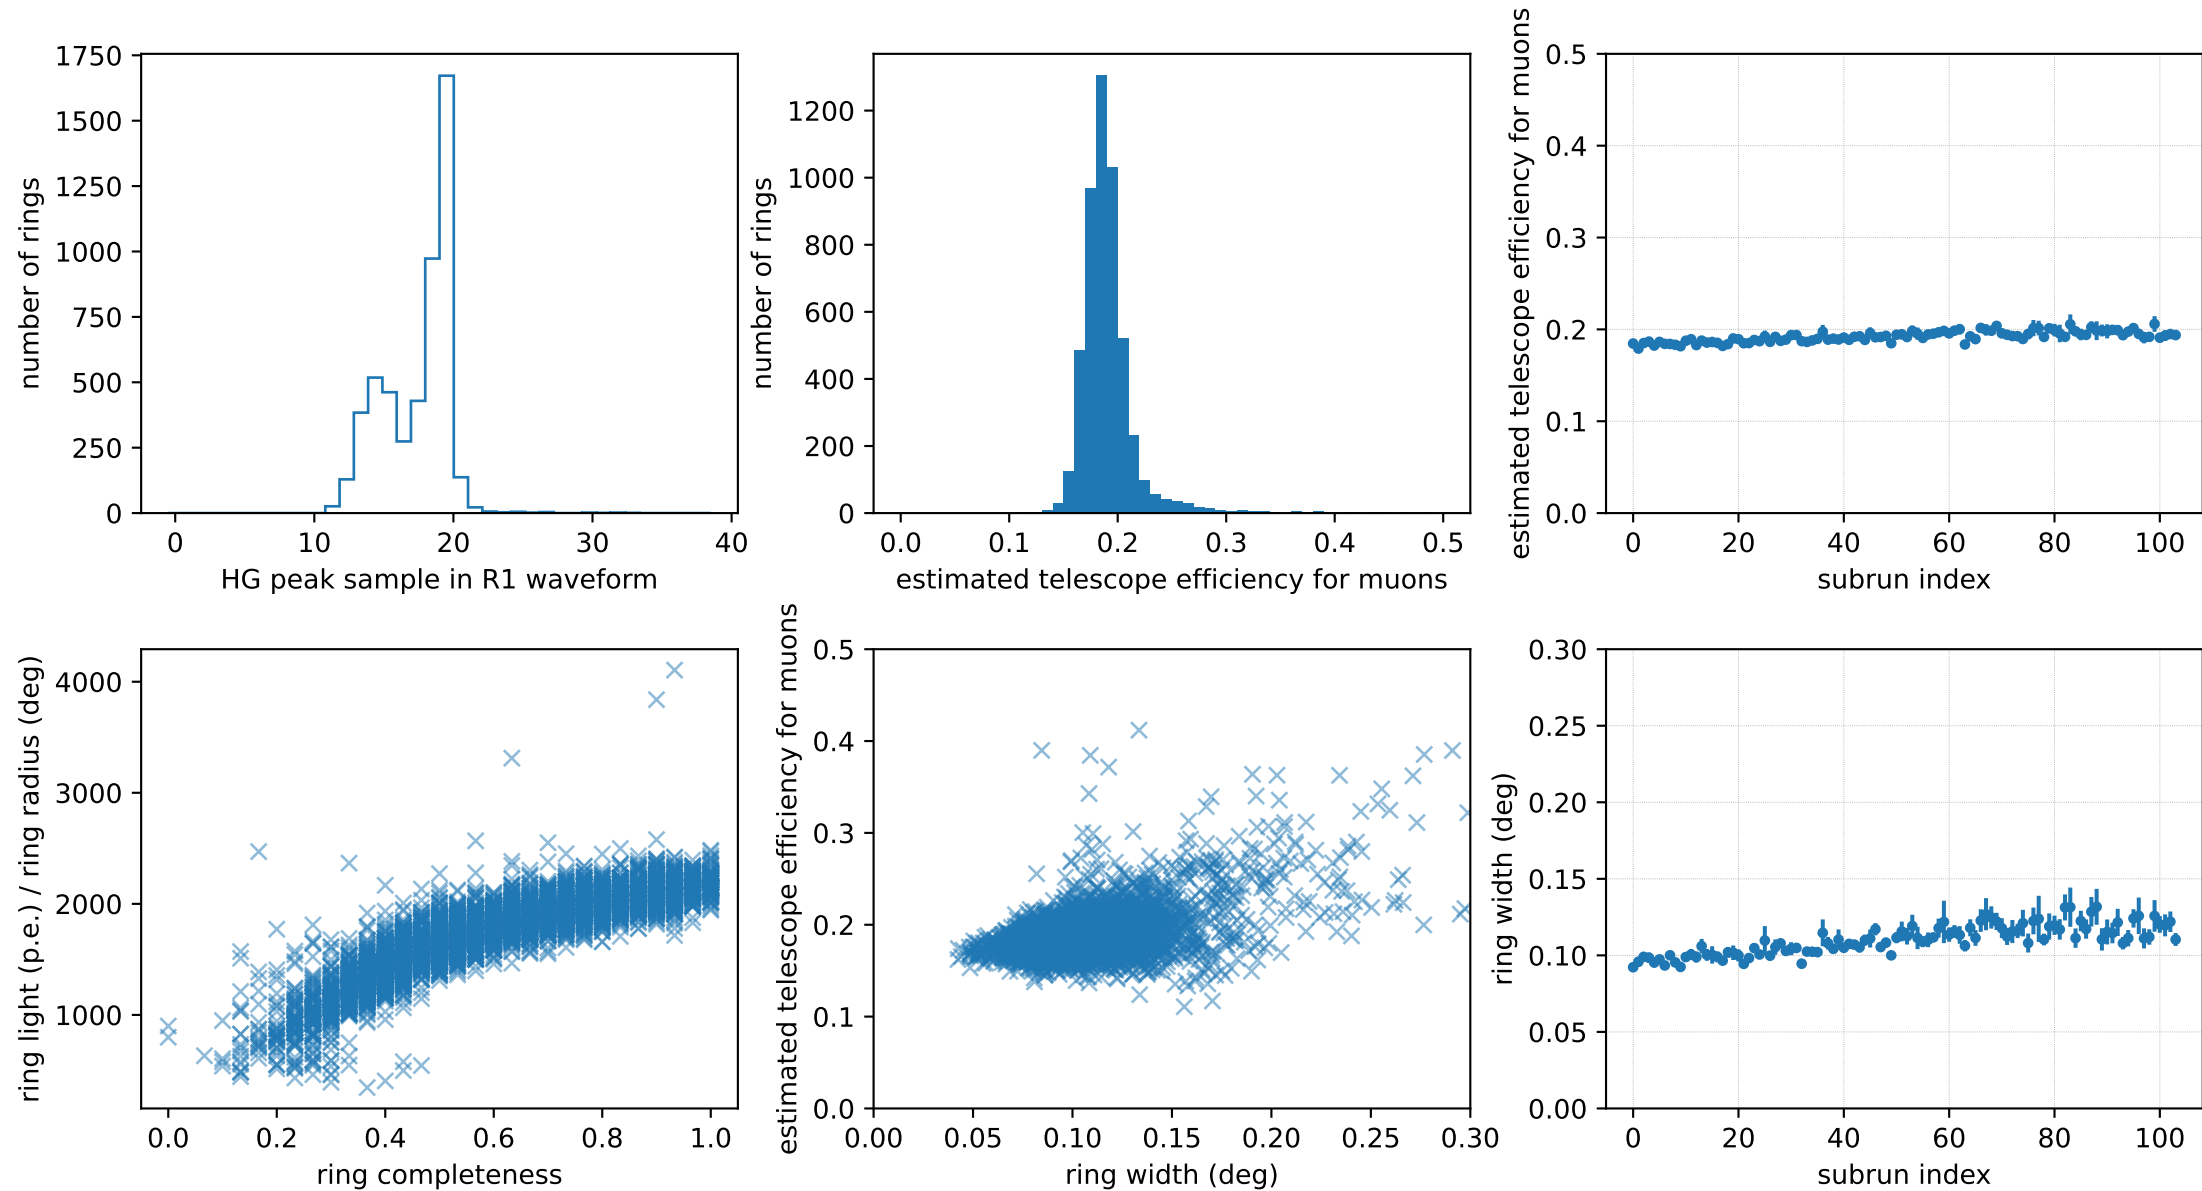 1750
1500
1250
1000
750
500
250
0
number of rings
0 10 20 30 40
HG peak sample in R1 waveform
1200
1000
800
600
400
200
0
number of rings
0.0 0.1 0.2 0.3 0.4 0.5
estimated telescope efficiency for muons
0.5
0.4
0.3
0.2
0.1
0.0
estimated telescope efficiency for muons
0 20 40 60 80 100
subrun index
4000
3000
2000
1000
ring light (p.e.) / ring radius (deg)
0.0 0.2 0.4 0.6 0.8 1.0
ring completeness
0.5
0.4
0.3
0.2
0.1
0.0
estimated telescope efficiency for muons
0.00 0.05 0.10 0.15 0.20 0.25 0.30
ring width (deg)
0.30
0.25
0.20
0.15
0.10
0.05
0.00
ring width (deg)
0 20 40 60 80 100
subrun index